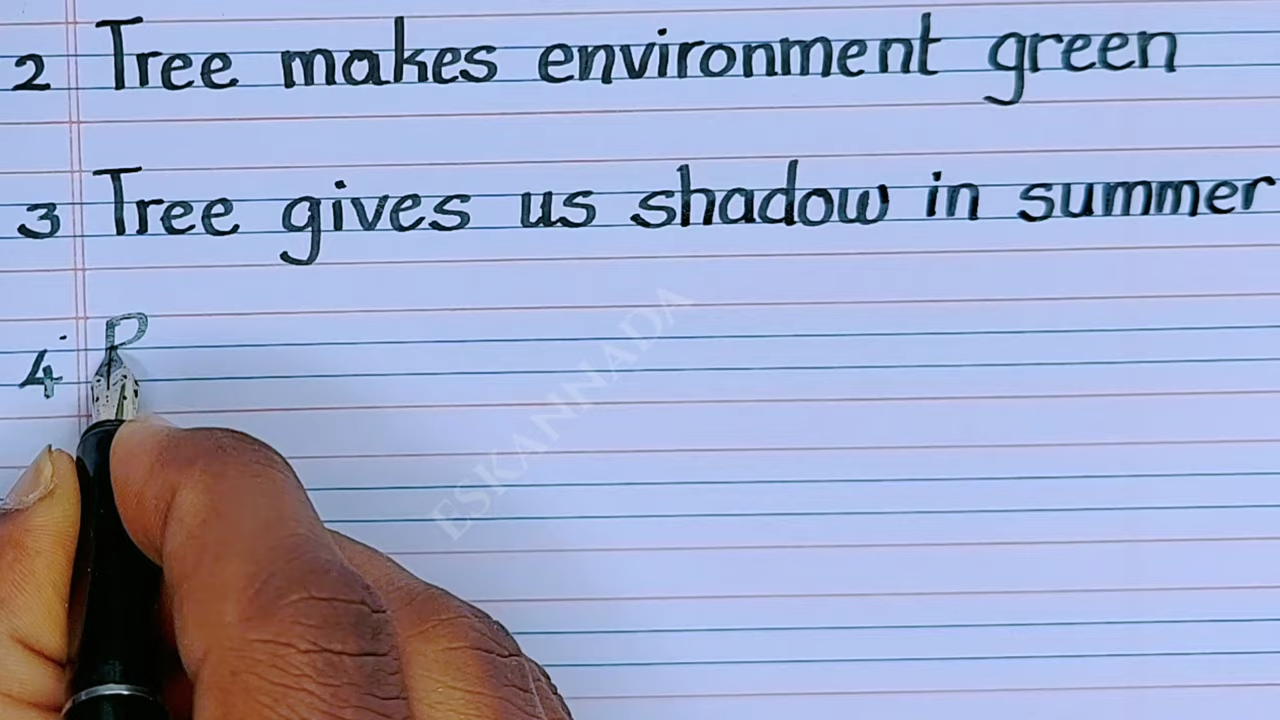 2 Tree makes environment green
3 Tree gives us shadow in summer
4 P
ESKANNADA